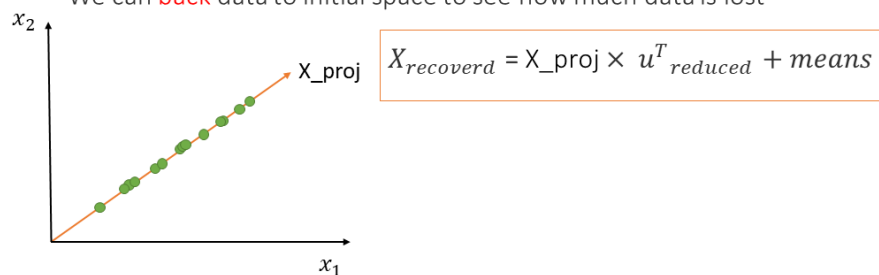 We can back data to initial space to see how much data is lost
x₂
X_proj
X_recoverd = X_proj × u^T_reduced + means
x₁